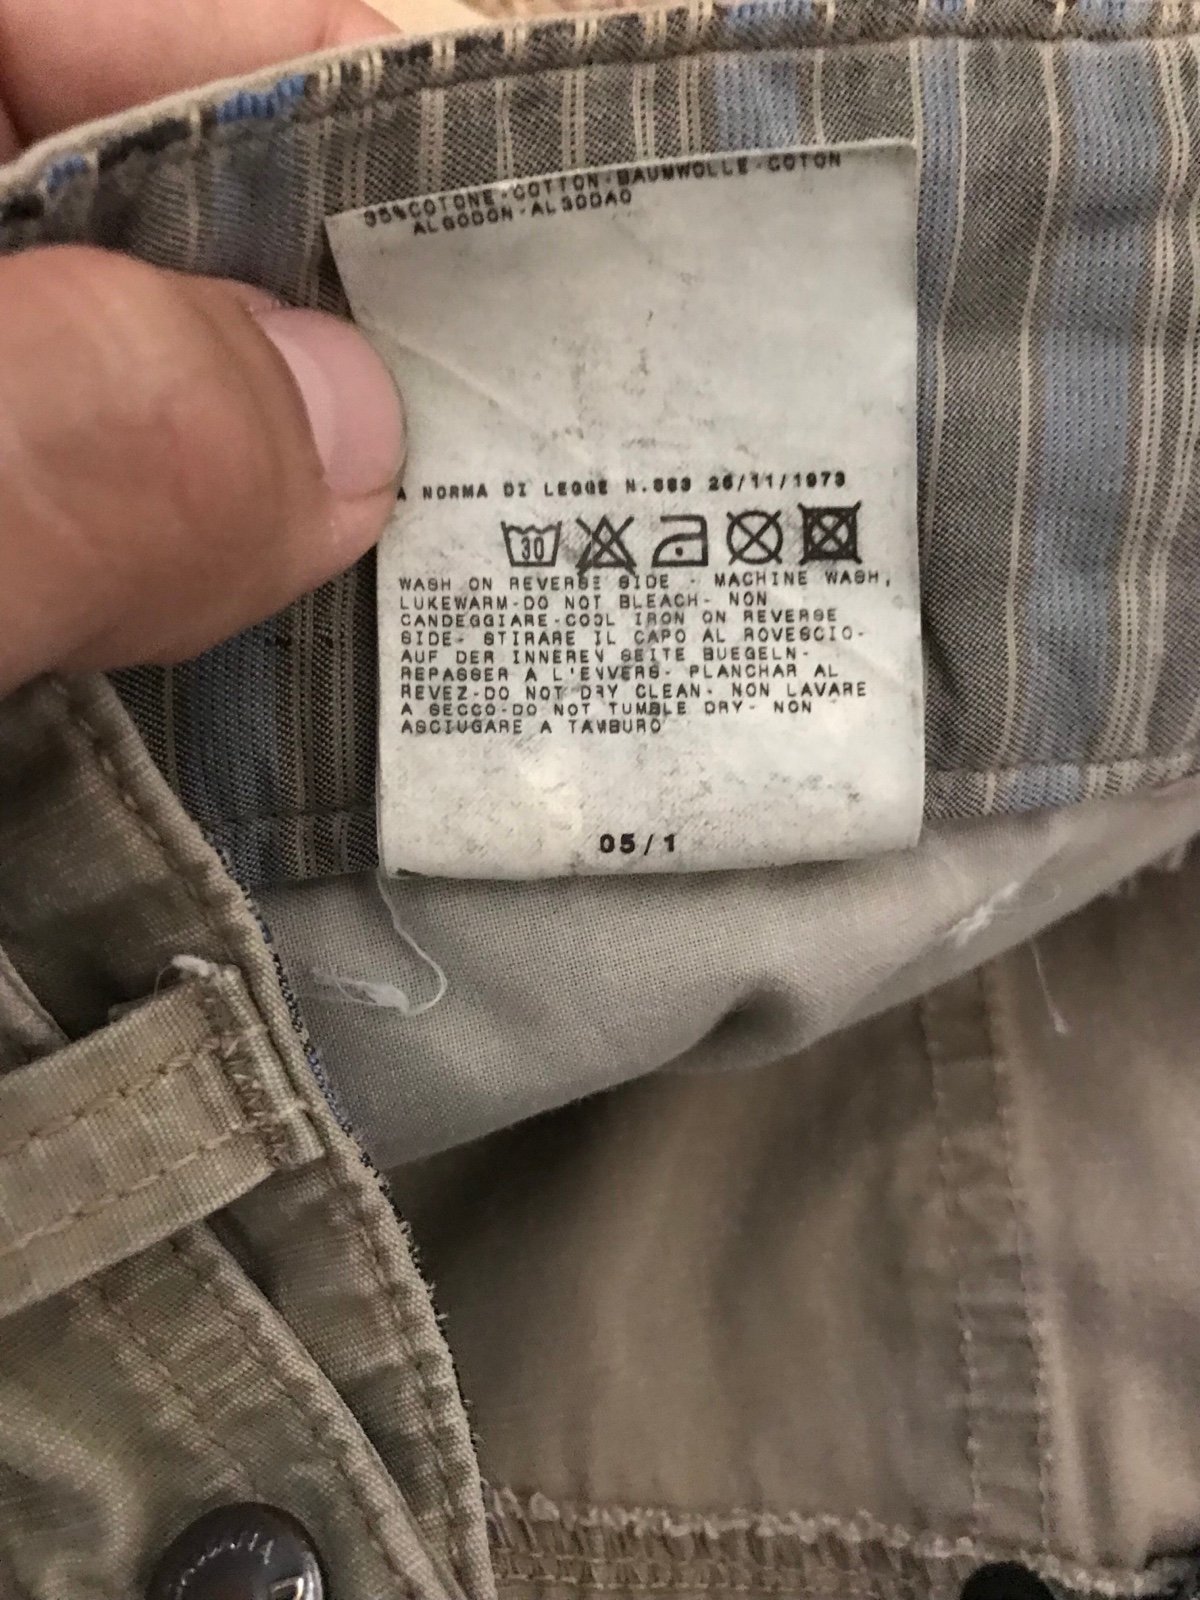 COTONE-COTTON-BAUMWOLLE-COTON
ALGODON-ALGODAO
A NORMA DI LEGGE N.883 26/11/1973
30
WASH ON REVERSE SIDE - MACHINE WASH,
LUKEWARM-DO NOT BLEACH- NON
CANDEGGIARE-COOL IRON ON REVERSE
SIDE- STIRARE IL CAPO AL ROVESCIO-
AUF DER INNEREN SEITE BUEGELN-
REPASSER A L'ENVERS- PLANCHAR AL
REVEZ-DO NOT DRY CLEAN- NON LAVARE
A SECCO-DO NOT TUMBLE DRY- NON
ASCIUGARE A TAMBURO
05/1